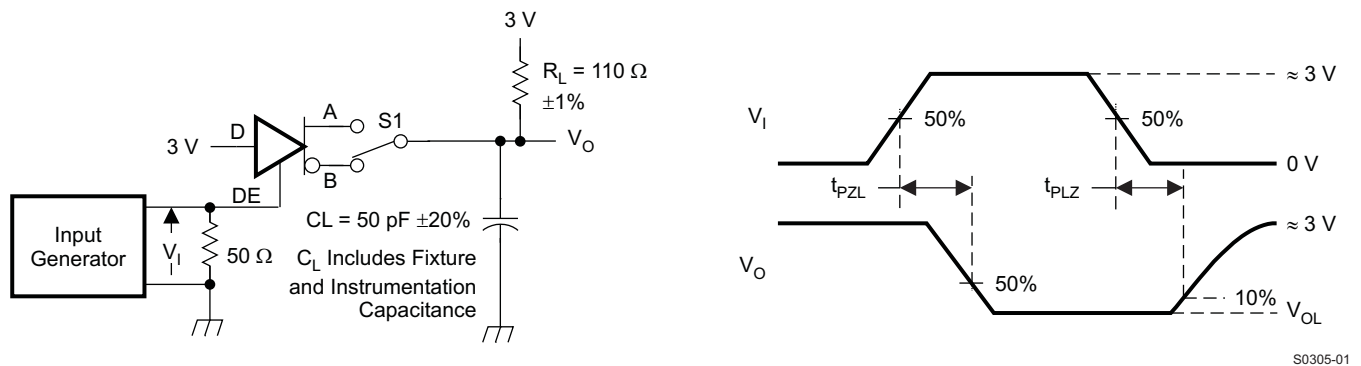 3 V
R_L = 110 Ω
±1%
A
S1
D
3 V
V_O
B
DE
CL = 50 pF ±20%
Input
Generator
V_I
50 Ω
C_L Includes Fixture
and Instrumentation
Capacitance
≈ 3 V
V_I
50%
50%
0 V
t_PZL
t_PLZ
≈ 3 V
V_O
50%
10%
V_OL
S0305-01